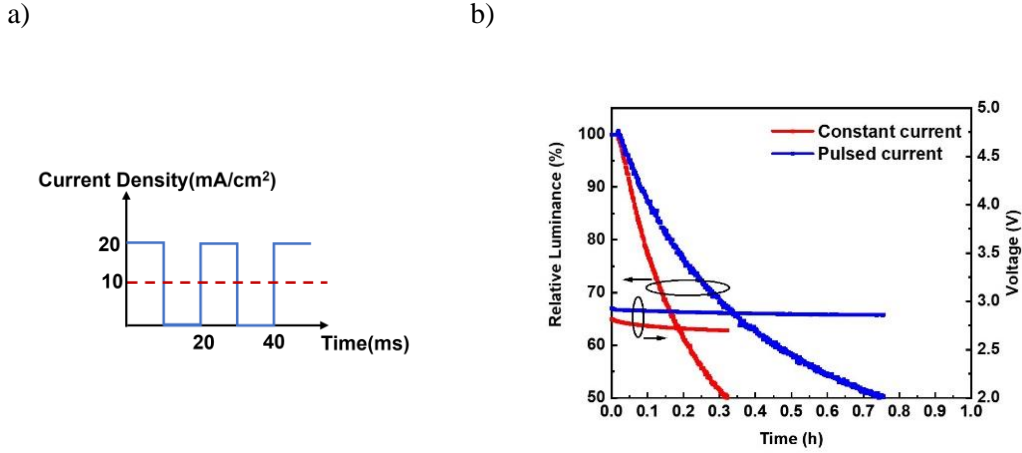 a)
b)
Current Density(mA/cm²)
20
10
20
40
Time(ms)
Relative Luminance (%)
100
90
80
70
60
50
Constant current
Pulsed current
5.0
4.5
4.0
3.5
3.0
2.5
2.0
Voltage (V)
0.0 0.1 0.2 0.3 0.4 0.5 0.6 0.7 0.8 0.9 1.0
Time (h)